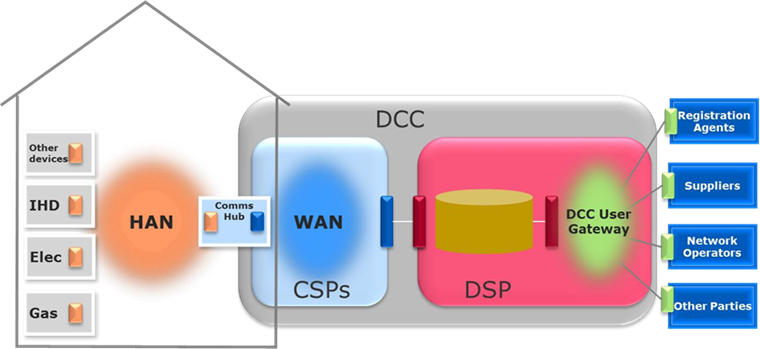 Other
devices
IHD
Elec
Gas
HAN
Comms
Hub
DCC
WAN
CSPs
DSP
DCC User
Gateway
Registration
Agents
Suppliers
Network
Operators
Other Parties